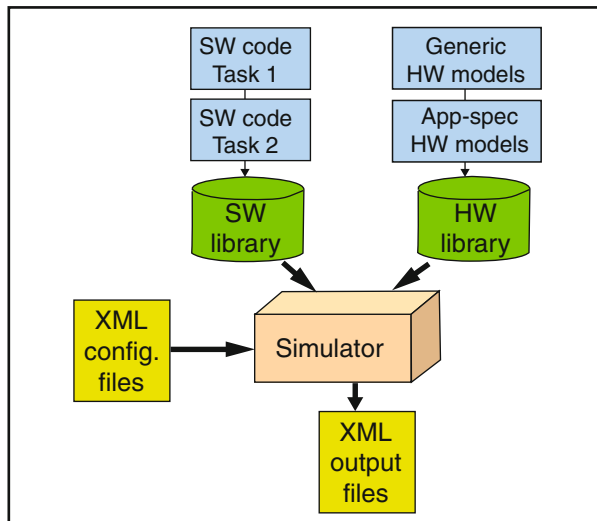 SW code
Task 1
Generic
HW models
SW code
Task 2
App-spec
HW models
SW
library
HW
library
XML
config.
files
Simulator
XML
output
files